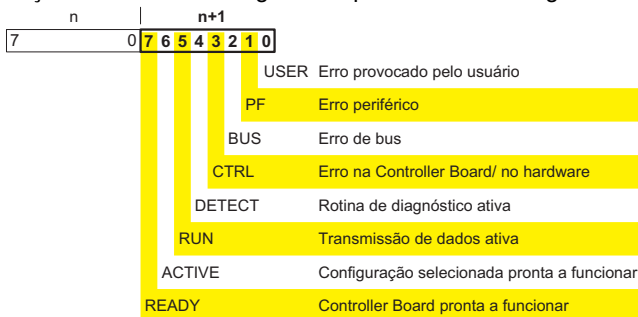 n n+1
7 0 7 6 5 4 3 2 1 0
USER Erro provocado pelo usuário
PF Erro periférico
BUS Erro de bus
CTRL Erro na Controller Board/ no hardware
DETECT Rotina de diagnóstico ativa
RUN Transmissão de dados ativa
ACTIVE Configuração selecionada pronta a funcionar
READY Controller Board pronta a funcionar